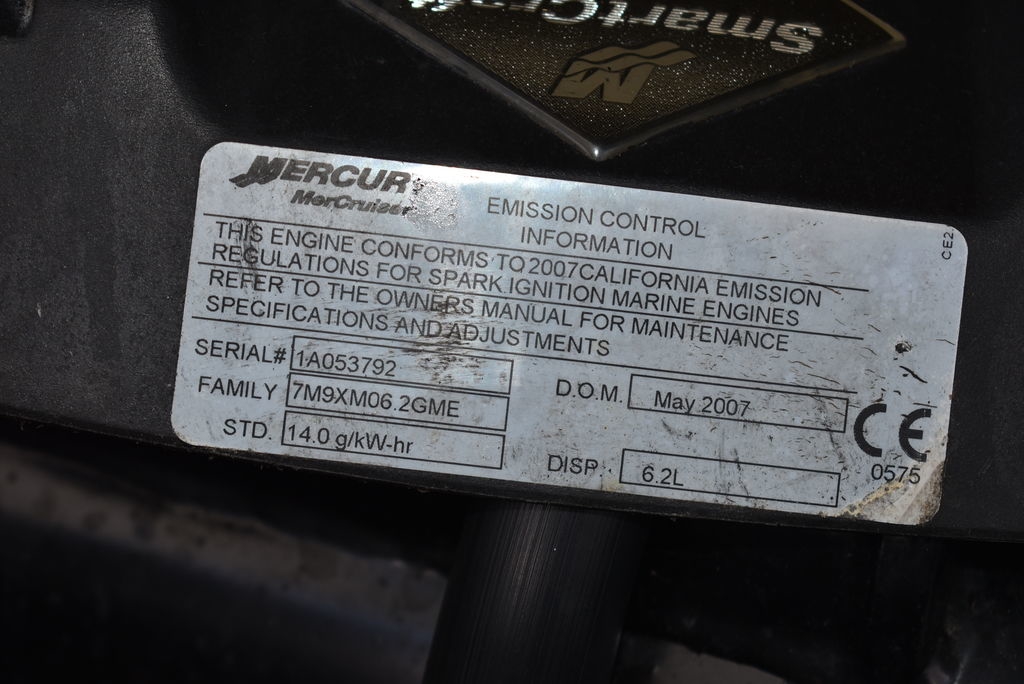 SmartCraft
MERCURY
MerCruiser
EMISSION CONTROL
INFORMATION
CE2
THIS ENGINE CONFORMS TO 2007CALIFORNIA EMISSION
REGULATIONS FOR SPARK IGNITION MARINE ENGINES
REFER TO THE OWNERS MANUAL FOR MAINTENANCE
SPECIFICATIONS AND ADJUSTMENTS
SERIAL# 1A053792
FAMILY 7M9XM06.2GME
STD. 14.0 g/kW-hr
D.O.M. May 2007
DISP. 6.2L
CE
0575